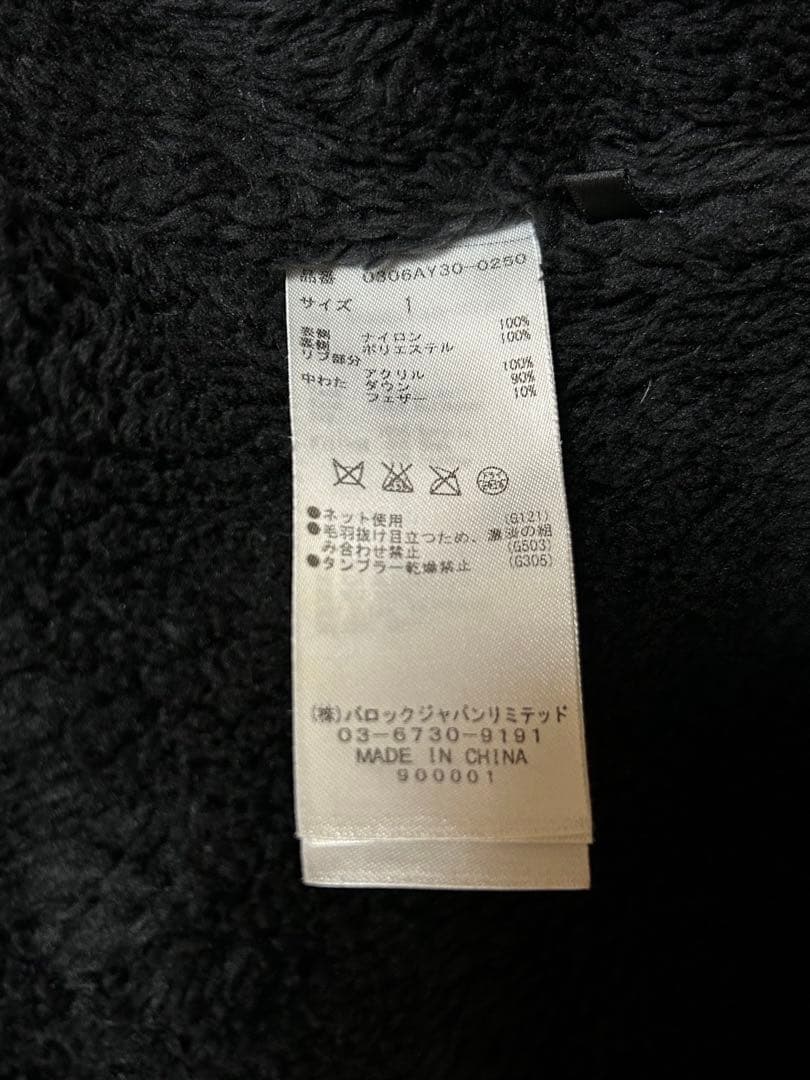 品番 0306AY30-0250
サイズ 1
表側 ナイロン 100%
裏側 ポリエステル 100%
リブ部分
アクリル 100%
中わた ダウン 90%
フェザー 10%
●ネット使用 (G121)
●毛羽抜け目立つため、濃淡の組
み合わせ禁止 (G503)
●タンブラー乾燥禁止 (G305)
(株)バロックジャパンリミテッド
03-6730-9191
MADE IN CHINA
900001